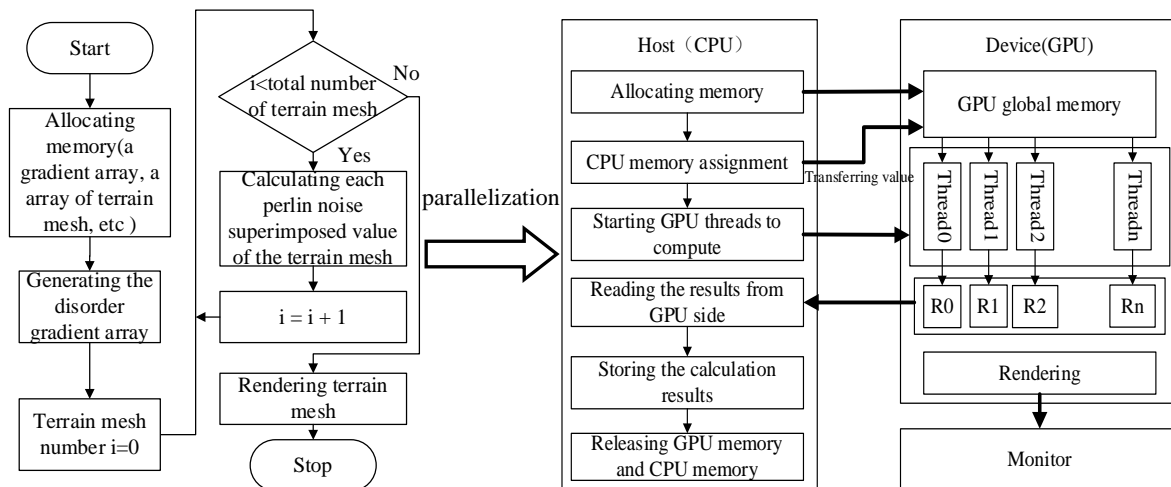 Start
Allocating
memory(a
gradient array, a
array of terrain
mesh, etc )
Generating the
disorder
gradient array
Terrain mesh
number i=0
i<total number
of terrain mesh
No
Yes
Calculating each
perlin noise
superimposed value
of the terrain mesh
i = i + 1
Rendering terrain
mesh
Stop
parallelization
Host（CPU）
Allocating memory
CPU memory assignment
Starting GPU threads to
compute
Reading the results from
GPU side
Storing the calculation
results
Releasing GPU memory
and CPU memory
Transferring value
Device(GPU)
GPU global memory
Thread0
Thread1
Thread2
Threadn
R0
R1
R2
Rn
Rendering
Monitor